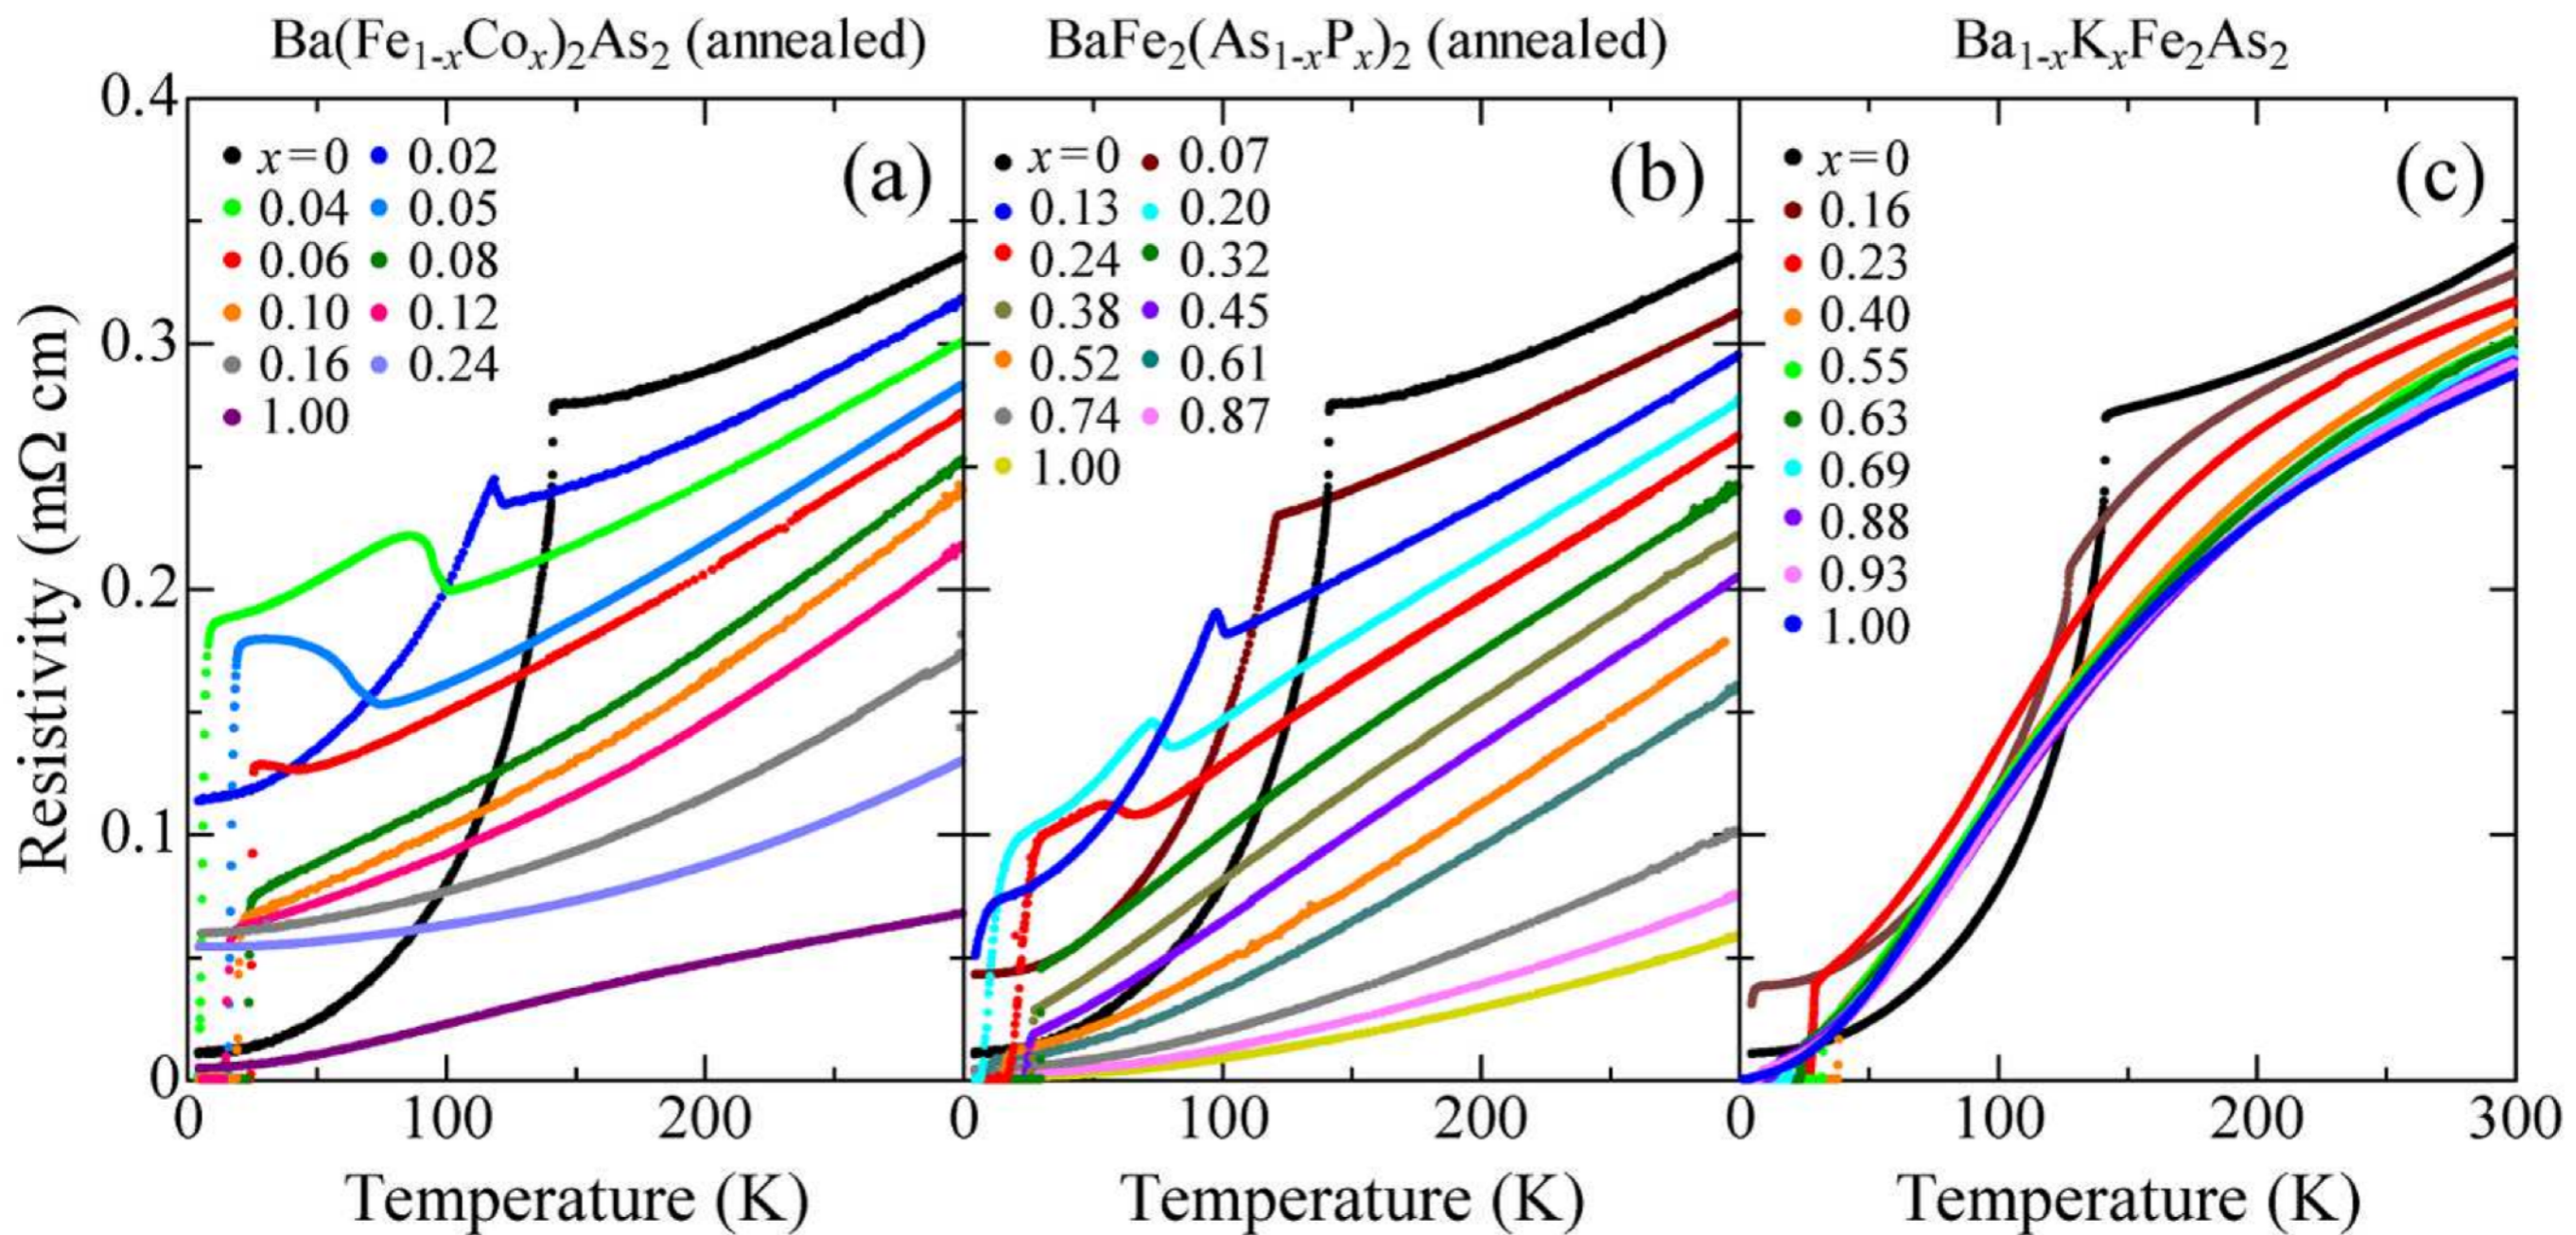 Ba(Fe1-xCox)2As2 (annealed)
BaFe2(As1-xPx)2 (annealed)
Ba1-xKxFe2As2
Resistivity (mΩ cm)
0.4
0.3
0.2
0.1
0
(a)
x=0 0.02
0.04 0.05
0.06 0.08
0.10 0.12
0.16 0.24
1.00
(b)
x=0 0.07
0.13 0.20
0.24 0.32
0.38 0.45
0.52 0.61
0.74 0.87
1.00
(c)
x=0
0.16
0.23
0.40
0.55
0.63
0.69
0.88
0.93
1.00
0 100 200 0 100 200 0 100 200 300
Temperature (K)
Temperature (K)
Temperature (K)